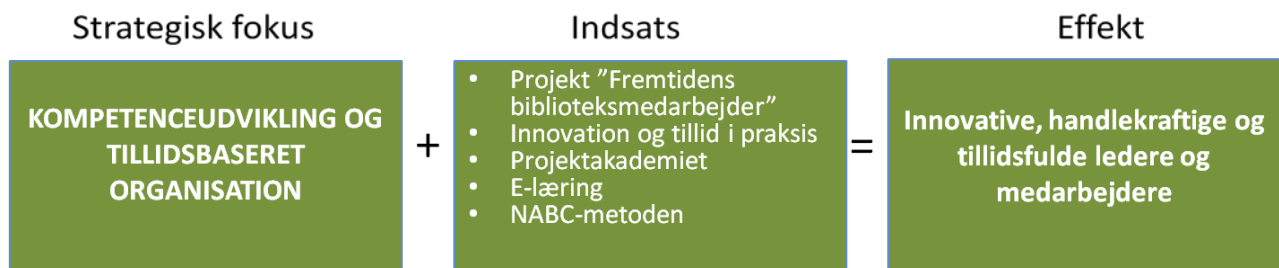 Strategisk fokus
KOMPETENCEUDVIKLING OG
TILLIDSBASERET
ORGANISATION
+
Indsats
• Projekt ”Fremtidens
biblioteksmedarbejder”
• Innovation og tillid i praksis
• Projektakademiet
• E-læring
• NABC-metoden
=
Effekt
Innovative, handlekraftige og
tillidsfulde ledere og
medarbejdere